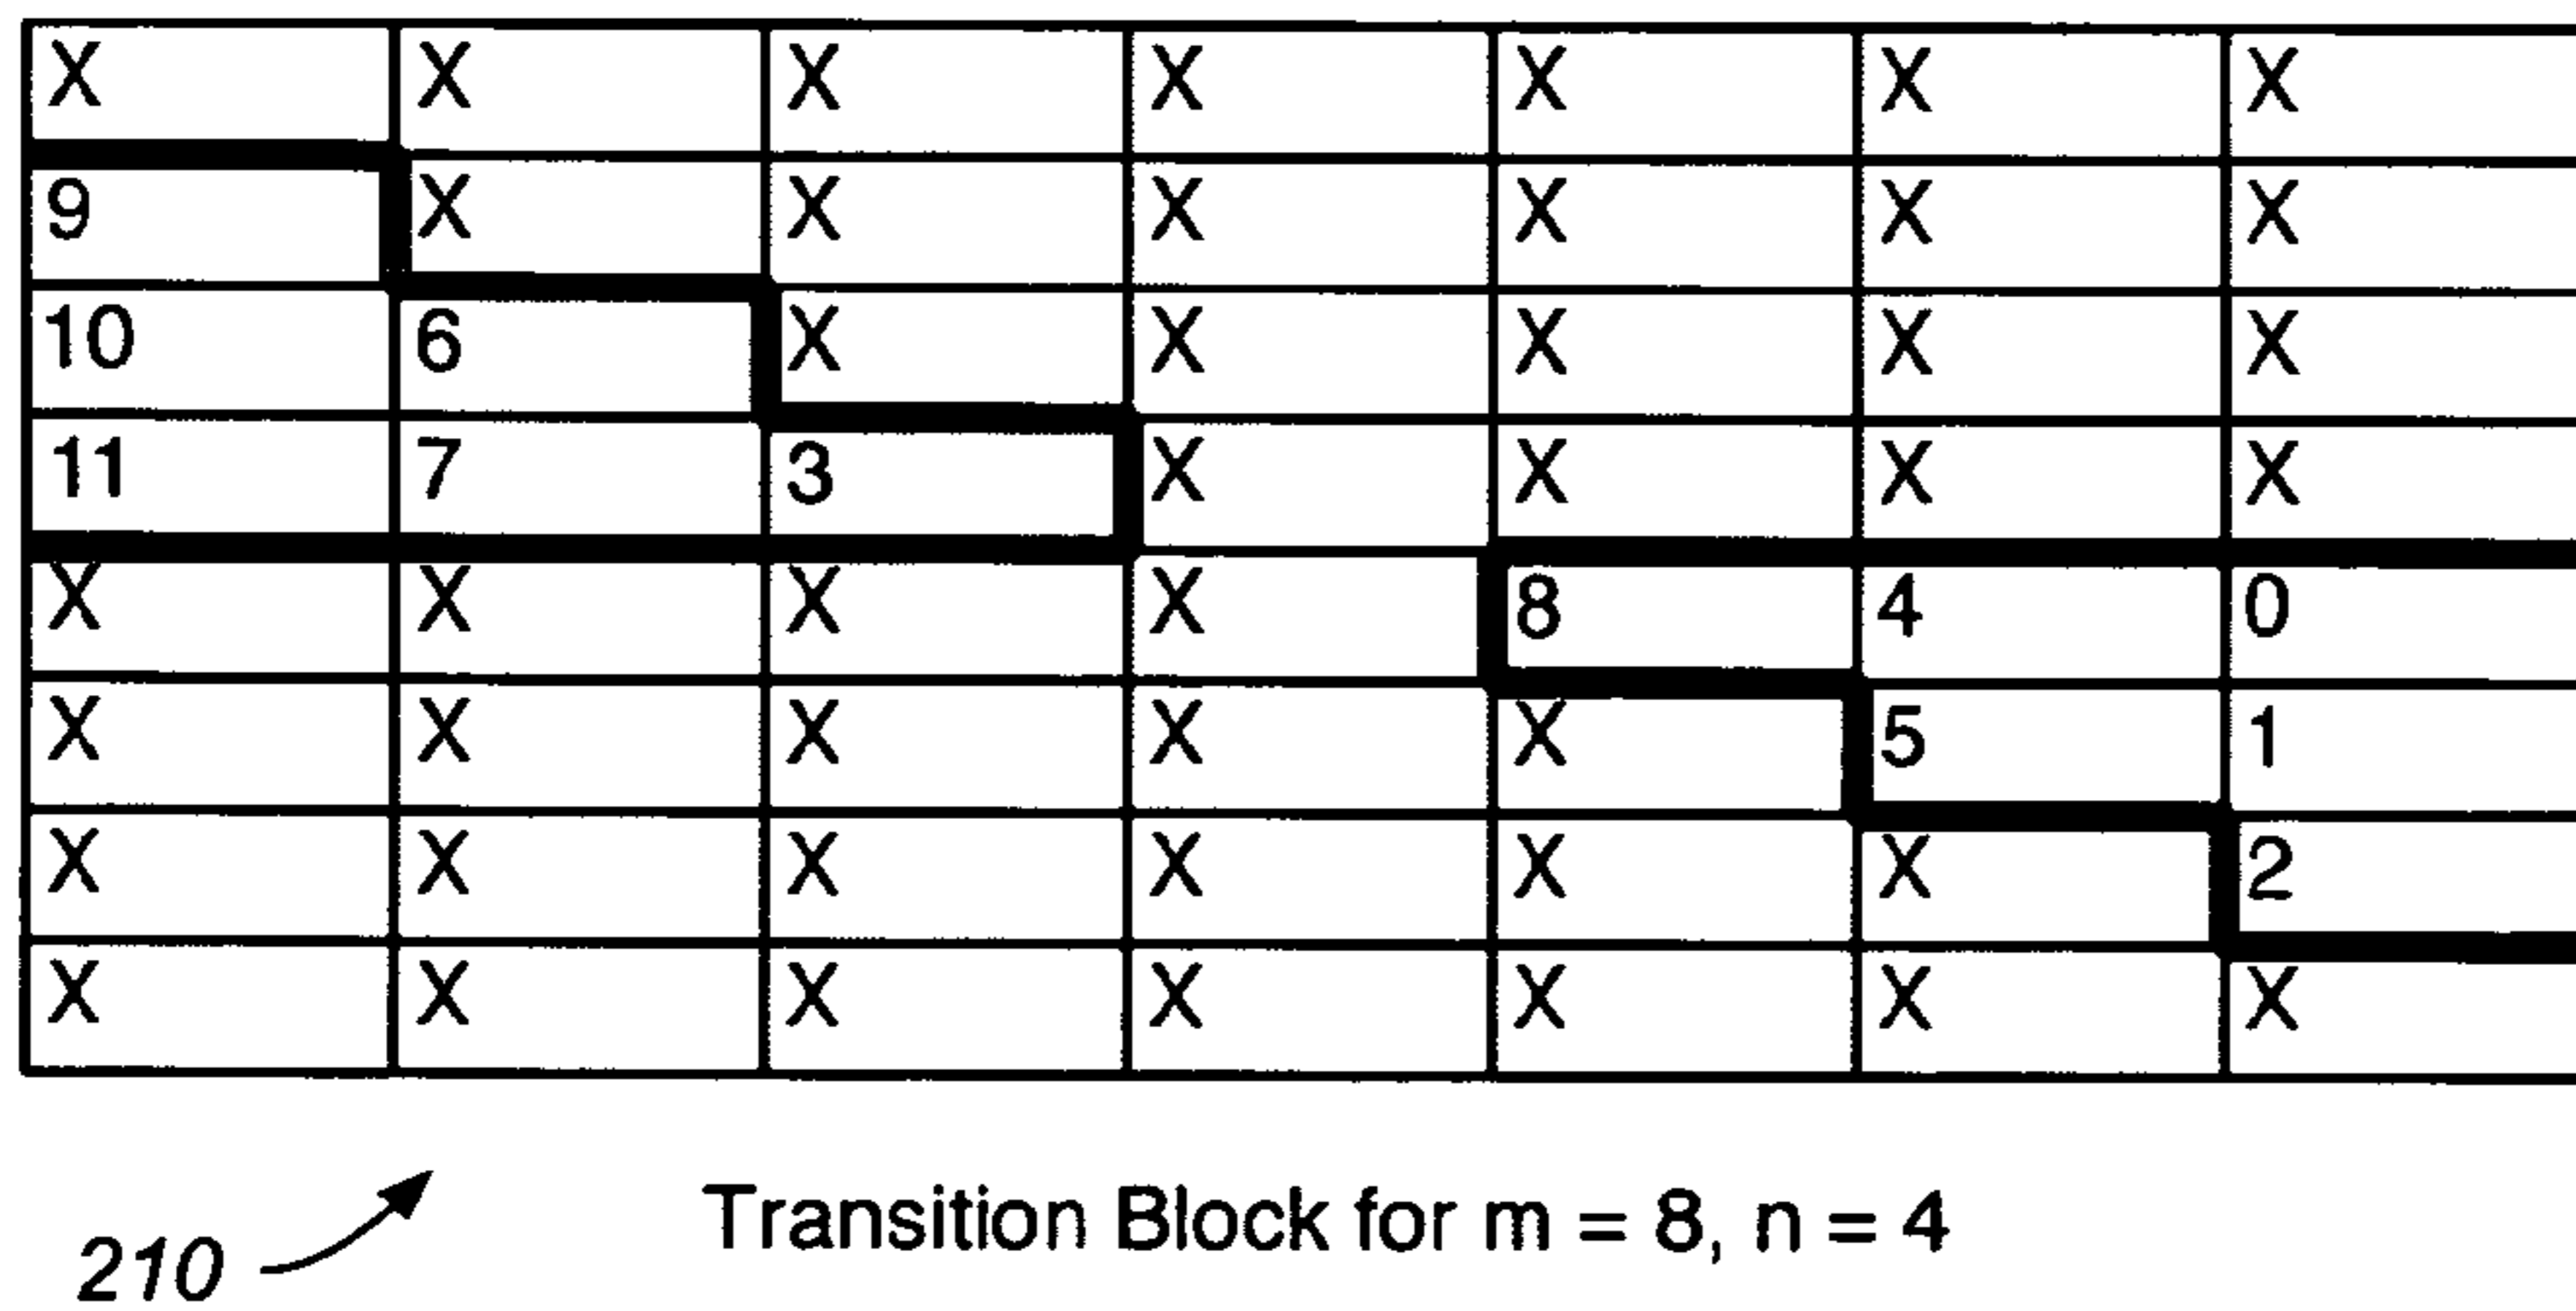 X X X X X X X
9 X X X X X X
10 6 X X X X X
11 7 3 X X X X
X X X X 8 4 0
X X X X X 5 1
X X X X X X 2
X X X X X X X
210 Transition Block for m = 8, n = 4